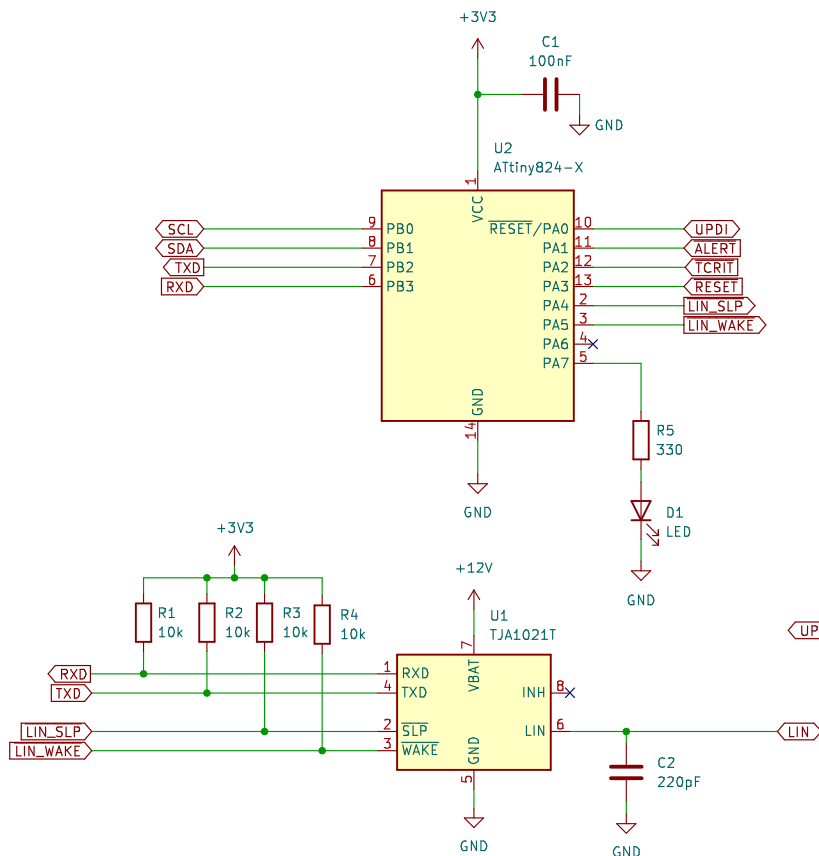 +3V3
C1
100nF
GND
U2
ATtiny824-X
1
VCC
SCL 9 PB0 RESET/PA0 10 UPDI
SDA 8 PB1 PA1 11 ALERT
TXD 7 PB2 PA2 12 TCRIT
RXD 6 PB3 PA3 13 RESET
PA4 2 LIN_SLP
PA5 3 LIN_WAKE
PA6 4
PA7 5
GND
14
GND
R5
330
D1
LED
GND
+3V3
R1
10k
R2
10k
R3
10k
R4
10k
+12V
U1
TJA1021T
7
VBAT
UP
RXD 1 RXD
TXD 4 TXD INH 8
LIN_SLP 2 SLP LIN 6 LIN
LIN_WAKE 3 WAKE
GND
5
GND
C2
220pF
GND